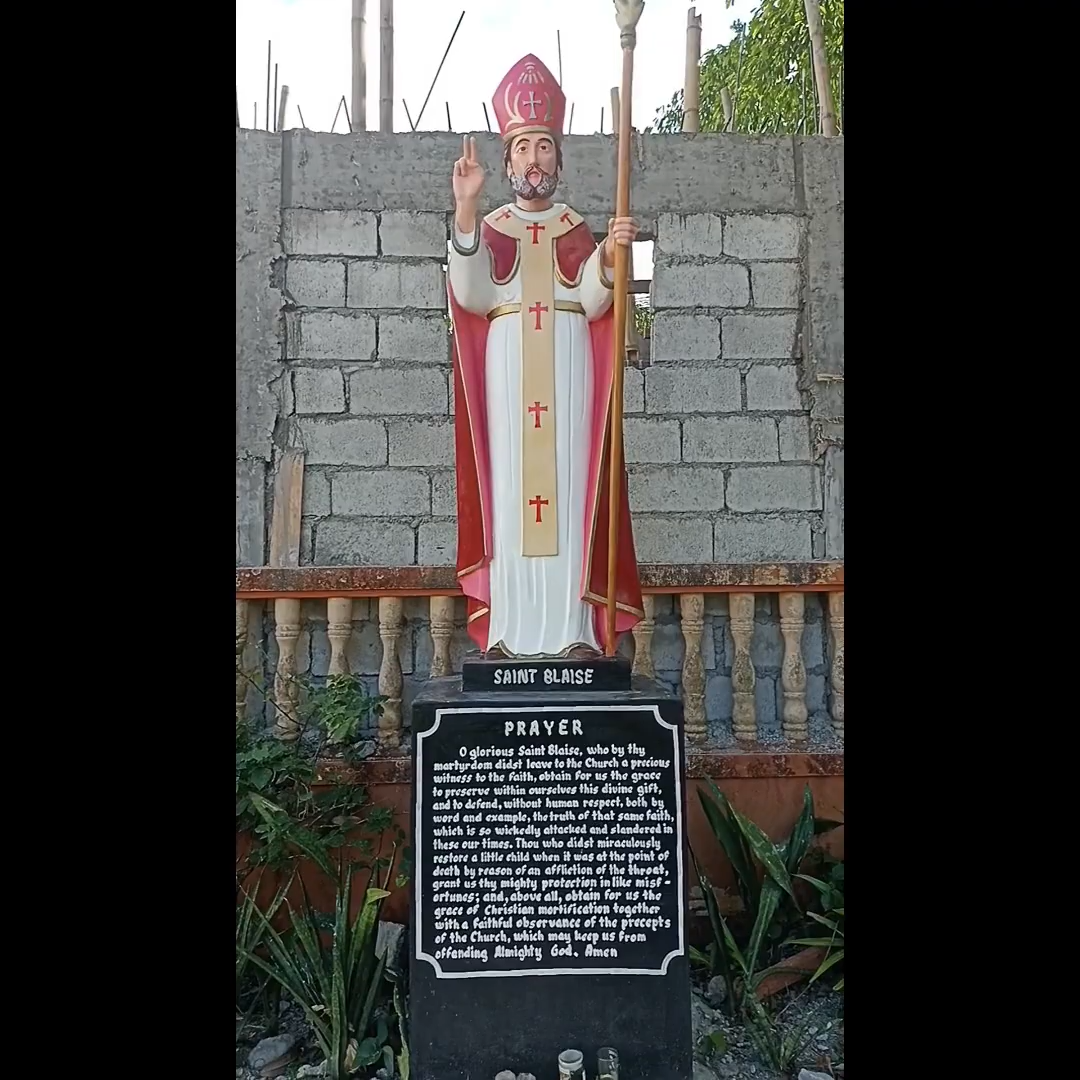 SAINT BLAISE
PRAYER
O glorious Saint Blaise, who by thy
martyrdom didst leave to the Church a precious
witness to the Faith, obtain for us the grace
to preserve within ourselves this divine gift,
and to defend, without human respect, both by
word and example, the truth of that same Faith,
which is so wickedly attacked and slandered in
these our times. Thou who didst miraculously
restore a little child when it was at the point of
death by reason of an affliction of the throat,
grant us thy mighty protection in like misf-
ortunes; and, above all, obtain for us the
grace of Christian mortification together
with a faithful observance of the precepts
of the Church, which may keep us from
offending Almighty God. Amen